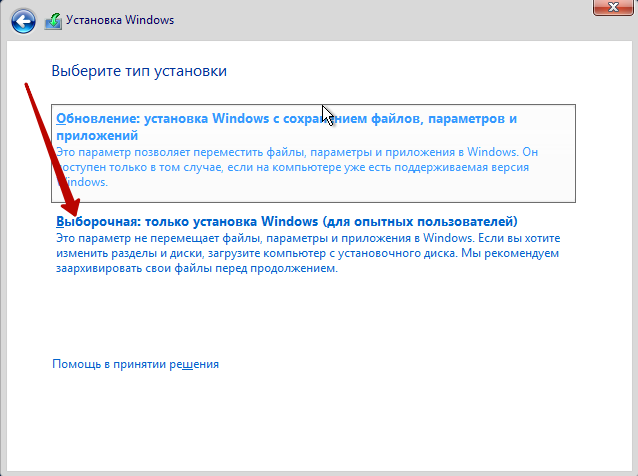 Установка Windows
Выберите тип установки
Обновление: установка Windows с сохранением файлов, параметров и
приложений
Это параметр позволяет переместить файлы, параметры и приложения в Windows. Он
доступен только в том случае, если на компьютере уже есть поддерживаемая версия
Windows.
Выборочная: только установка Windows (для опытных пользователей)
Это параметр не перемещает файлы, параметры и приложения в Windows. Если вы хотите
изменить разделы и диски, загрузите компьютер с установочного диска. Мы рекомендуем
заархивировать свои файлы перед продолжением.
Помощь в принятии решения